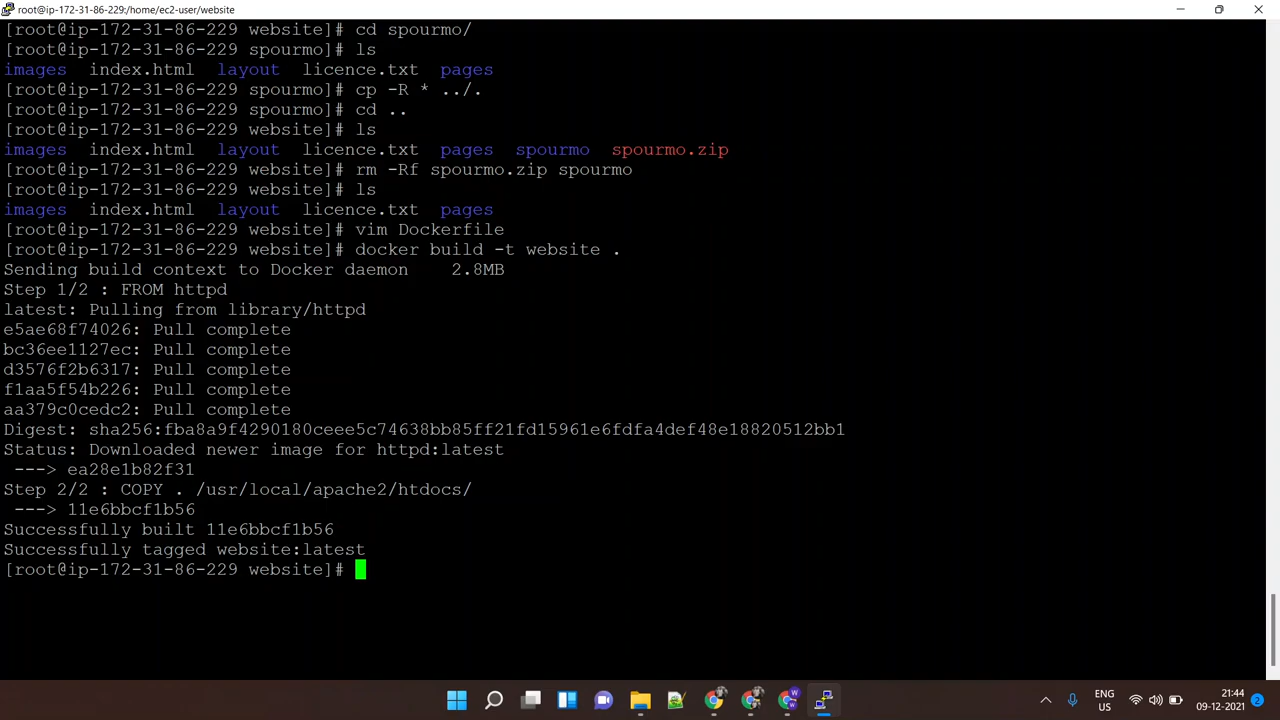 root@ip-172-31-86-229:/home/ec2-user/website
[root@ip-172-31-86-229 website]# cd spourmo/
[root@ip-172-31-86-229 spourmo]# ls
images  index.html  layout  licence.txt  pages
[root@ip-172-31-86-229 spourmo]# cp -R * ../.
[root@ip-172-31-86-229 spourmo]# cd ..
[root@ip-172-31-86-229 website]# ls
images  index.html  layout  licence.txt  pages  spourmo  spourmo.zip
[root@ip-172-31-86-229 website]# rm -Rf spourmo.zip spourmo
[root@ip-172-31-86-229 website]# ls
images  index.html  layout  licence.txt  pages
[root@ip-172-31-86-229 website]# vim Dockerfile
[root@ip-172-31-86-229 website]# docker build -t website .
Sending build context to Docker daemon    2.8MB
Step 1/2 : FROM httpd
latest: Pulling from library/httpd
e5ae68f74026: Pull complete
bc36ee1127ec: Pull complete
d3576f2b6317: Pull complete
f1aa5f54b226: Pull complete
aa379c0cedc2: Pull complete
Digest: sha256:fba8a9f4290180ceee5c74638bb85ff21fd15961e6fdfa4def48e18820512bb1
Status: Downloaded newer image for httpd:latest
 ---> ea28e1b82f31
Step 2/2 : COPY . /usr/local/apache2/htdocs/
 ---> 11e6bbcf1b56
Successfully built 11e6bbcf1b56
Successfully tagged website:latest
[root@ip-172-31-86-229 website]#
ENG
US
21:44
09-12-2021
2